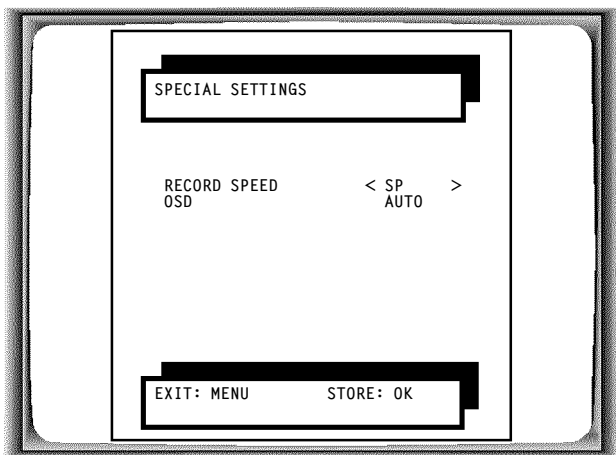 SPECIAL SETTINGS
RECORD SPEED < SP >
OSD AUTO
EXIT: MENU STORE: OK